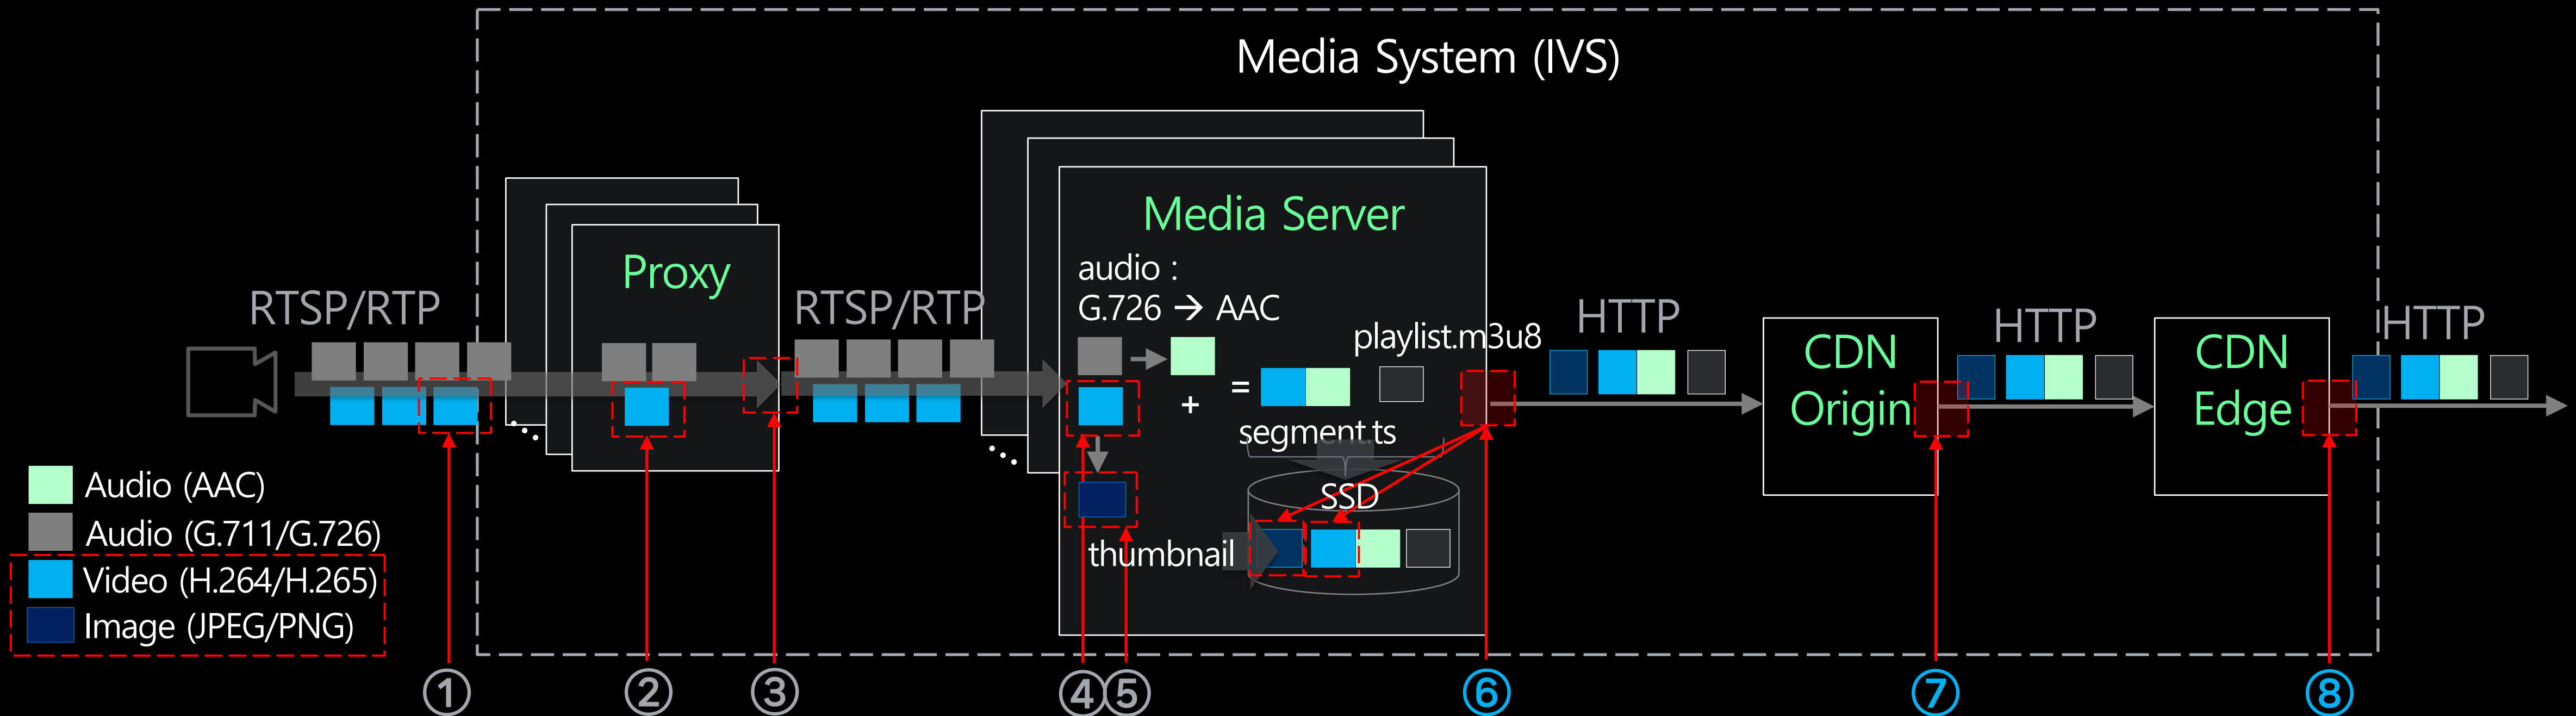 Media System (IVS)
RTSP/RTP
Proxy
RTSP/RTP
Media Server
audio :
G.726 → AAC
playlist.m3u8
+
=
segment.ts
SSD
thumbnail
HTTP
CDN
Origin
HTTP
CDN
Edge
HTTP
Audio (AAC)
Audio (G.711/G.726)
Video (H.264/H.265)
Image (JPEG/PNG)
① ② ③ ④ ⑤ ⑥ ⑦ ⑧